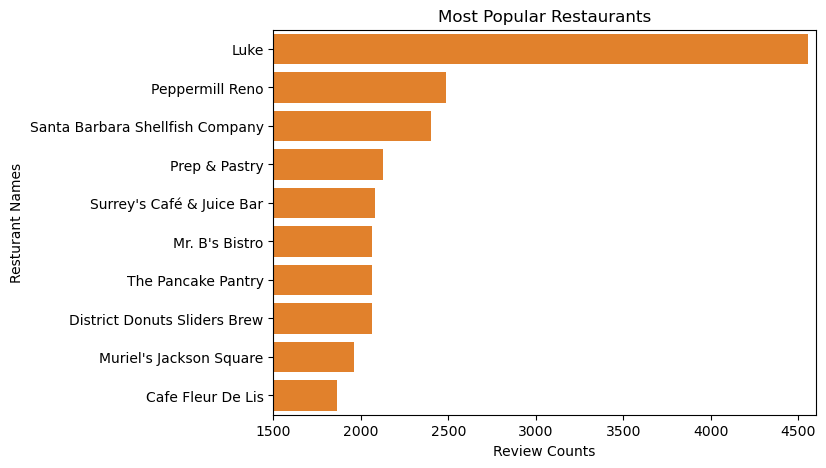 Most Popular Restaurants
Resturant Names
Luke
Peppermill Reno
Santa Barbara Shellfish Company
Prep & Pastry
Surrey's Café & Juice Bar
Mr. B's Bistro
The Pancake Pantry
District Donuts Sliders Brew
Muriel's Jackson Square
Cafe Fleur De Lis
1500 2000 2500 3000 3500 4000 4500
Review Counts